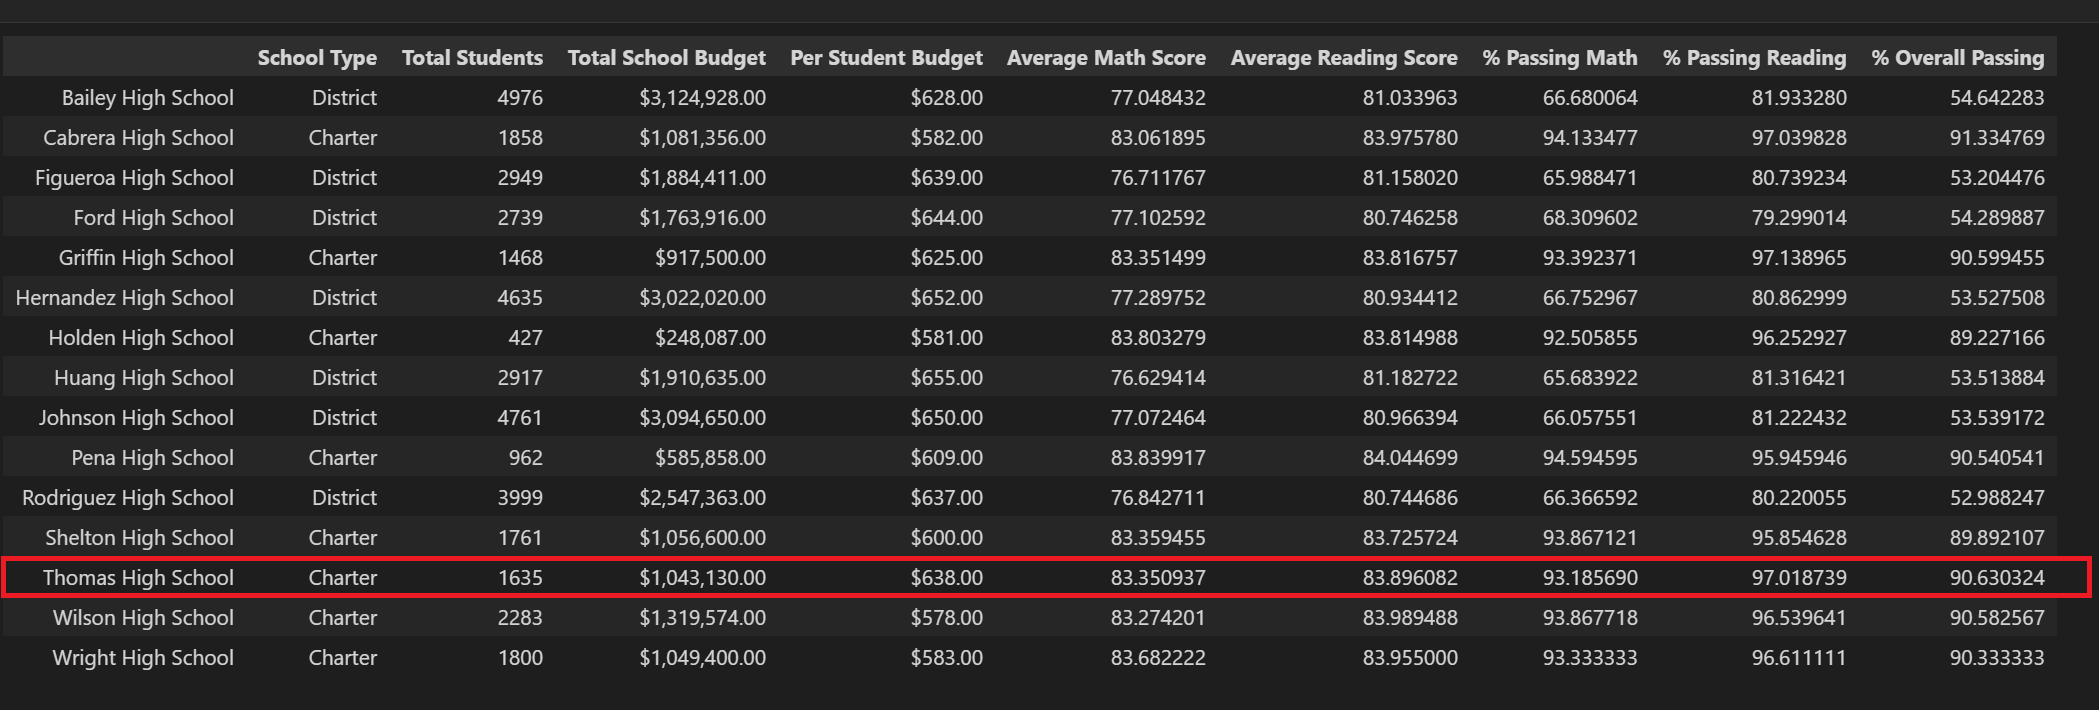 School Type Total Students Total School Budget Per Student Budget Average Math Score Average Reading Score % Passing Math % Passing Reading % Overall Passing
Bailey High School District 4976 $3,124,928.00 $628.00 77.048432 81.033963 66.680064 81.933280 54.642283
Cabrera High School Charter 1858 $1,081,356.00 $582.00 83.061895 83.975780 94.133477 97.039828 91.334769
Figueroa High School District 2949 $1,884,411.00 $639.00 76.711767 81.158020 65.988471 80.739234 53.204476
Ford High School District 2739 $1,763,916.00 $644.00 77.102592 80.746258 68.309602 79.299014 54.289887
Griffin High School Charter 1468 $917,500.00 $625.00 83.351499 83.816757 93.392371 97.138965 90.599455
Hernandez High School District 4635 $3,022,020.00 $652.00 77.289752 80.934412 66.752967 80.862999 53.527508
Holden High School Charter 427 $248,087.00 $581.00 83.803279 83.814988 92.505855 96.252927 89.227166
Huang High School District 2917 $1,910,635.00 $655.00 76.629414 81.182722 65.683922 81.316421 53.513884
Johnson High School District 4761 $3,094,650.00 $650.00 77.072464 80.966394 66.057551 81.222432 53.539172
Pena High School Charter 962 $585,858.00 $609.00 83.839917 84.044699 94.594595 95.945946 90.540541
Rodriguez High School District 3999 $2,547,363.00 $637.00 76.842711 80.744686 66.366592 80.220055 52.988247
Shelton High School Charter 1761 $1,056,600.00 $600.00 83.359455 83.725724 93.867121 95.854628 89.892107
Thomas High School Charter 1635 $1,043,130.00 $638.00 83.350937 83.896082 93.185690 97.018739 90.630324
Wilson High School Charter 2283 $1,319,574.00 $578.00 83.274201 83.989488 93.867718 96.539641 90.582567
Wright High School Charter 1800 $1,049,400.00 $583.00 83.682222 83.955000 93.333333 96.611111 90.333333